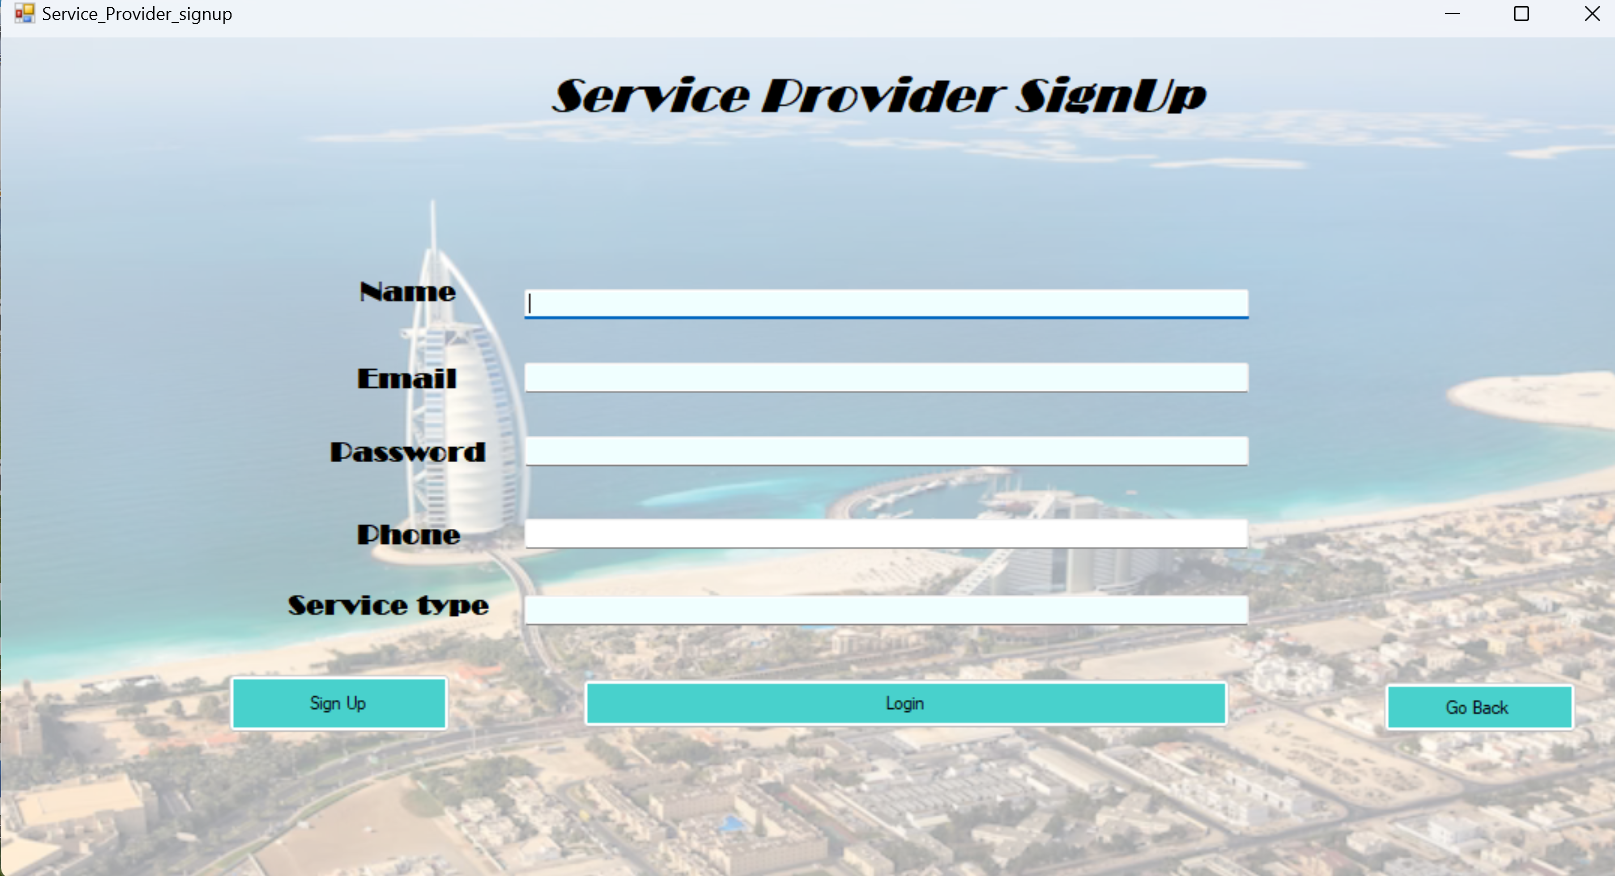 Service_Provider_signup
Service Provider SignUp
Name
Email
Password
Phone
Service type
Sign Up
Login
Go Back